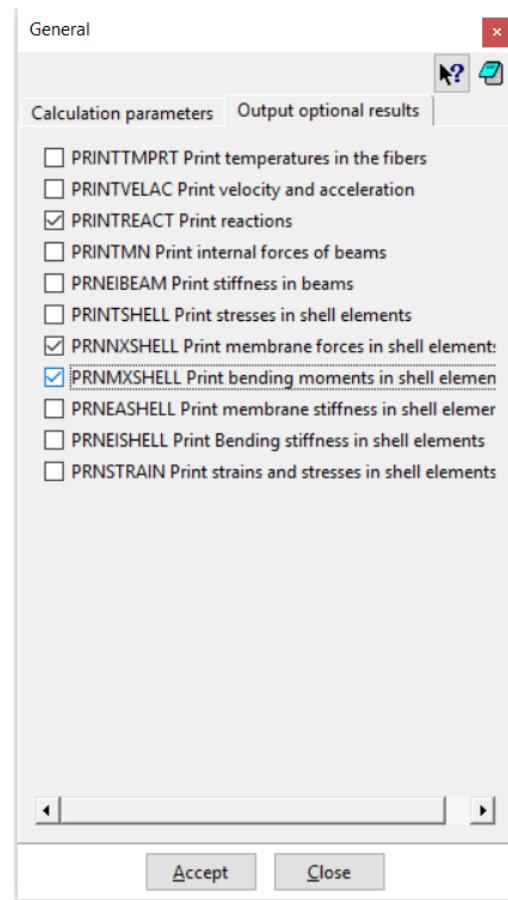 General
Calculation parameters Output optional results
PRINTTMPRT Print temperatures in the fibers
PRINTVELAC Print velocity and acceleration
PRINTREACT Print reactions
PRINTMN Print internal forces of beams
PRNEIBEAM Print stiffness in beams
PRINTSHELL Print stresses in shell elements
PRNNXSHELL Print membrane forces in shell element
PRNMXSHELL Print bending moments in shell elemen
PRNEASHELL Print membrane stiffness in shell elemer
PRNEISHELL Print Bending stiffness in shell elements
PRNSTRAIN Print strains and stresses in shell elements
Accept Close